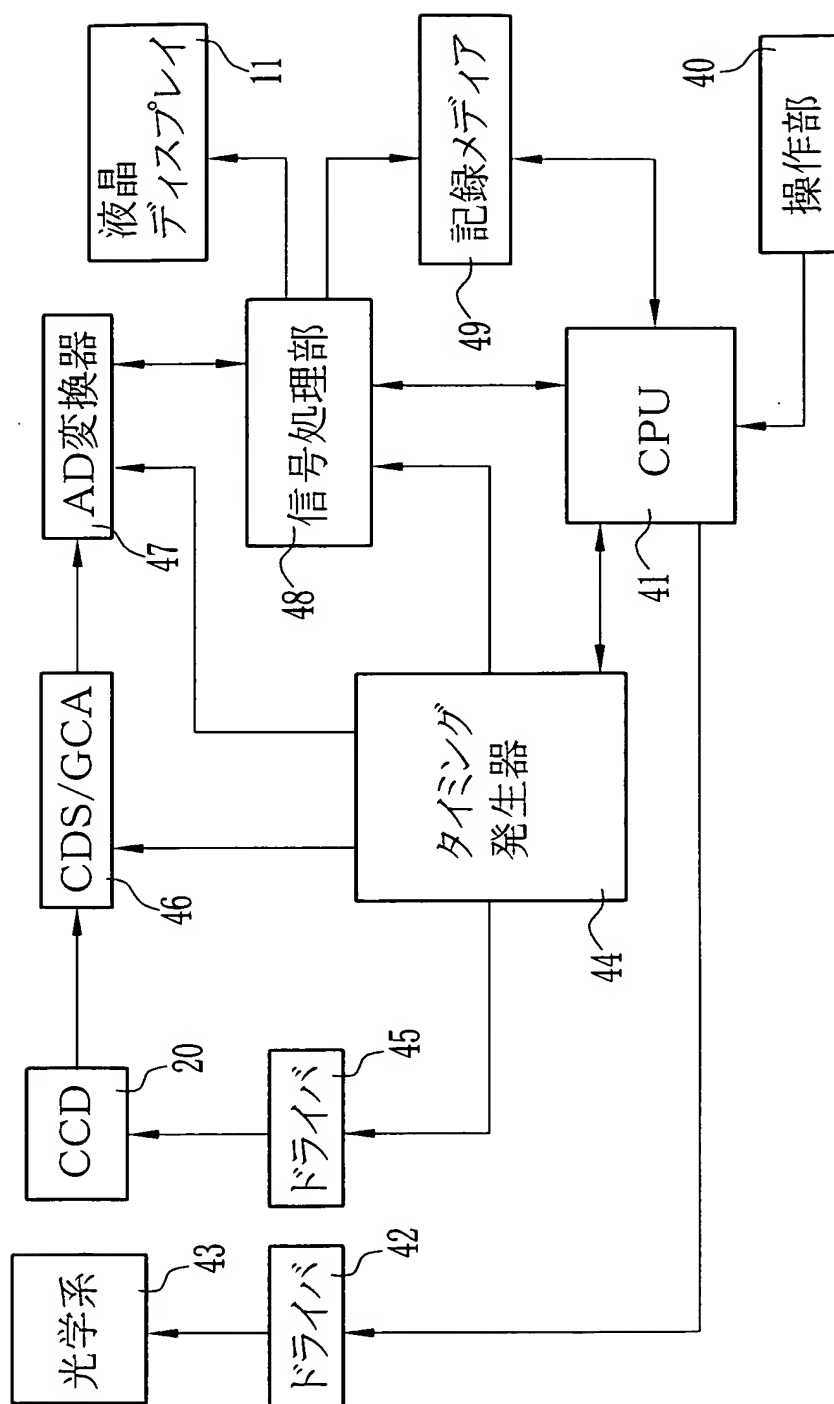 光学系
43
CCD
20
CDS/GCA
46
AD変換器
47
液晶
ディスプレイ
11
ドライバ
42
ドライバ
45
タイミング
発生器
44
信号処理部
48
記録メディア
49
CPU
41
操作部
40